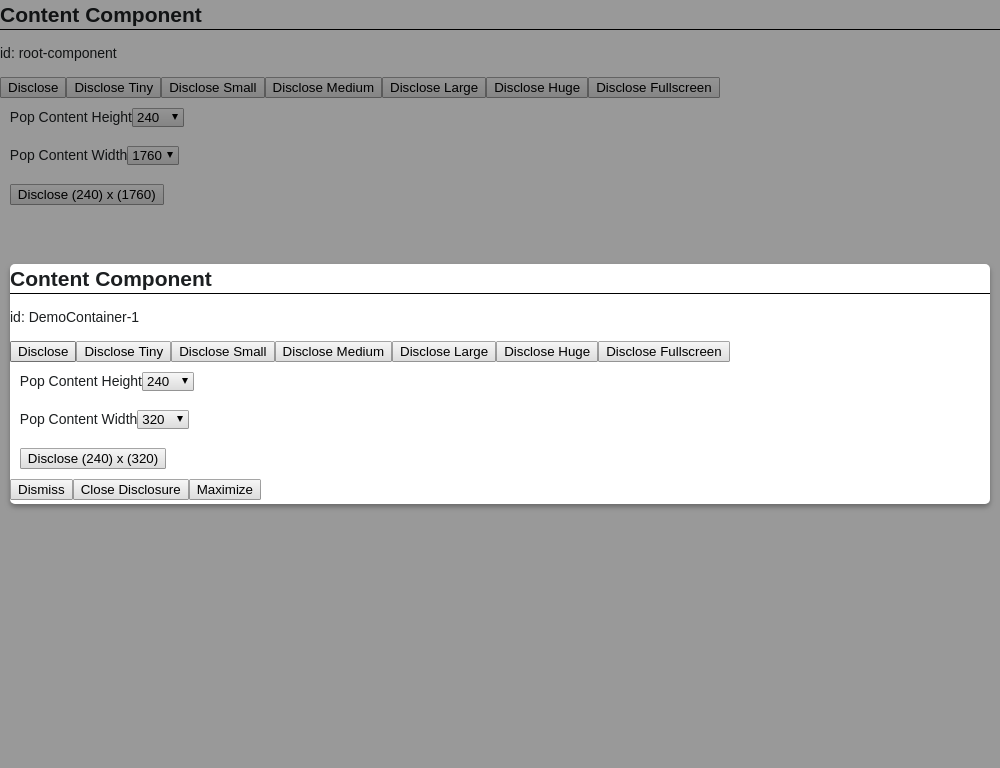 Content Component
id: root-component
Disclose Disclose Tiny Disclose Small Disclose Medium Disclose Large Disclose Huge Disclose Fullscreen
Pop Content Height 240
Pop Content Width 1760
Disclose (240) x (1760)
Content Component
id: DemoContainer-1
Disclose Disclose Tiny Disclose Small Disclose Medium Disclose Large Disclose Huge Disclose Fullscreen
Pop Content Height 240
Pop Content Width 320
Disclose (240) x (320)
Dismiss Close Disclosure Maximize